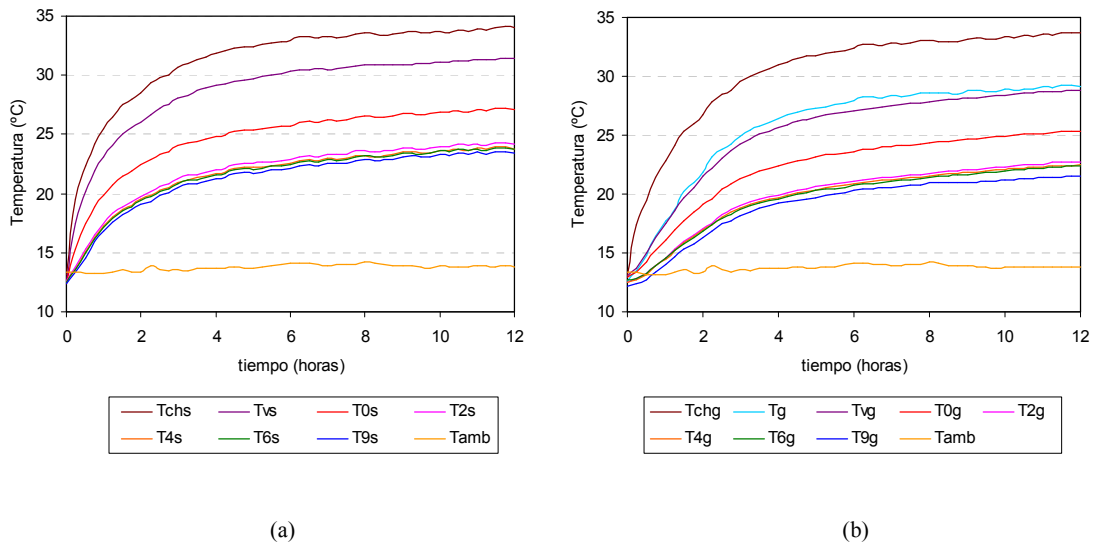 35
30
25
20
15
10
Temperatura (ºC)
0 2 4 6 8 10 12
tiempo (horas)
Tchs Tvs T0s T2s
T4s T6s T9s Tamb
(a)
35
30
25
20
15
10
Temperatura (ºC)
0 2 4 6 8 10 12
tiempo (horas)
Tchg Tg Tvg T0g T2g
T4g T6g T9g Tamb
(b)